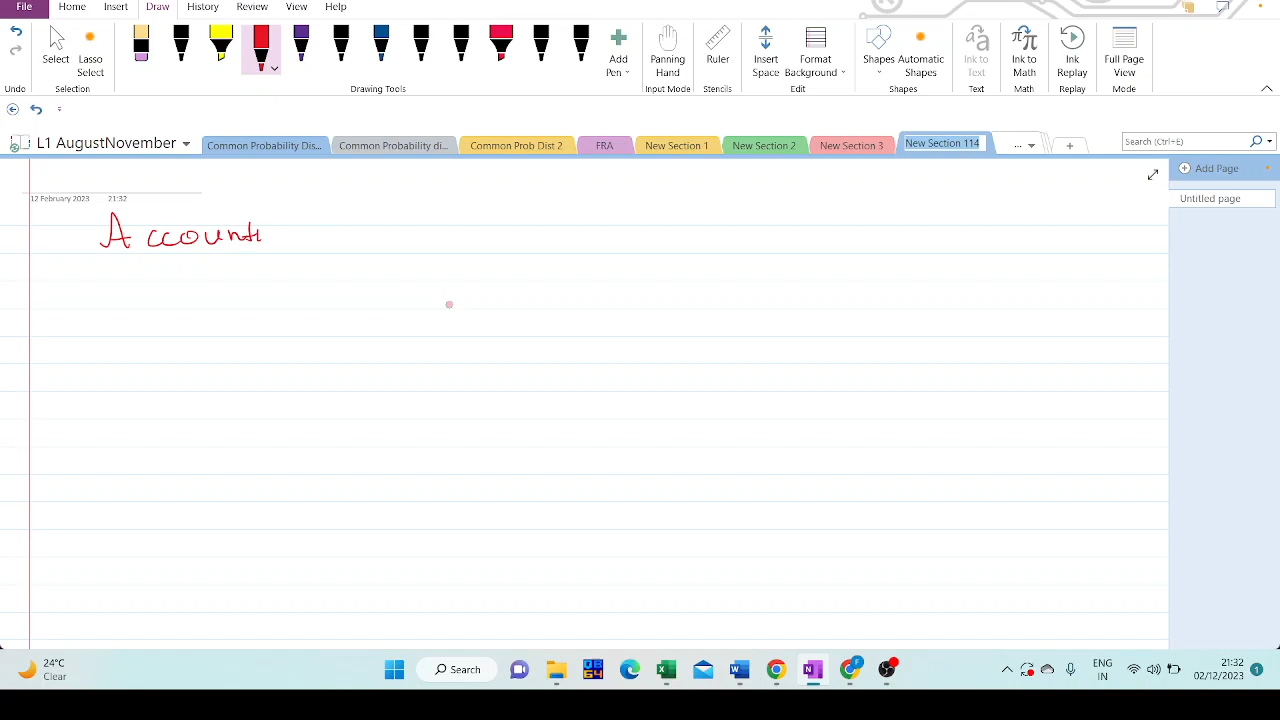 File Insert Draw History Review View Help
Home
Undo
Select
Lasso Select
Selection
Drawing Tools
Add Pen
Panning Hand
Input Mode
Ruler
Stencils
Insert Space
Format Background
Edit
Shapes
Automatic Shapes
Shapes
Ink to Text
Text
Ink to Math
Math
Ink Replay
Replay
Full Page View
Mode
L1 AugustNovember
Common Probability Dis...
Common Probability di...
Common Prob Dist 2
FRA
New Section 1
New Section 2
New Section 3
New Section 114
...
Search (Ctrl+E)
Add Page
Untitled page
12 February 2023 21:32
Account
24°C
Clear
Search
ENG
IN
21:32
02/12/2023
1